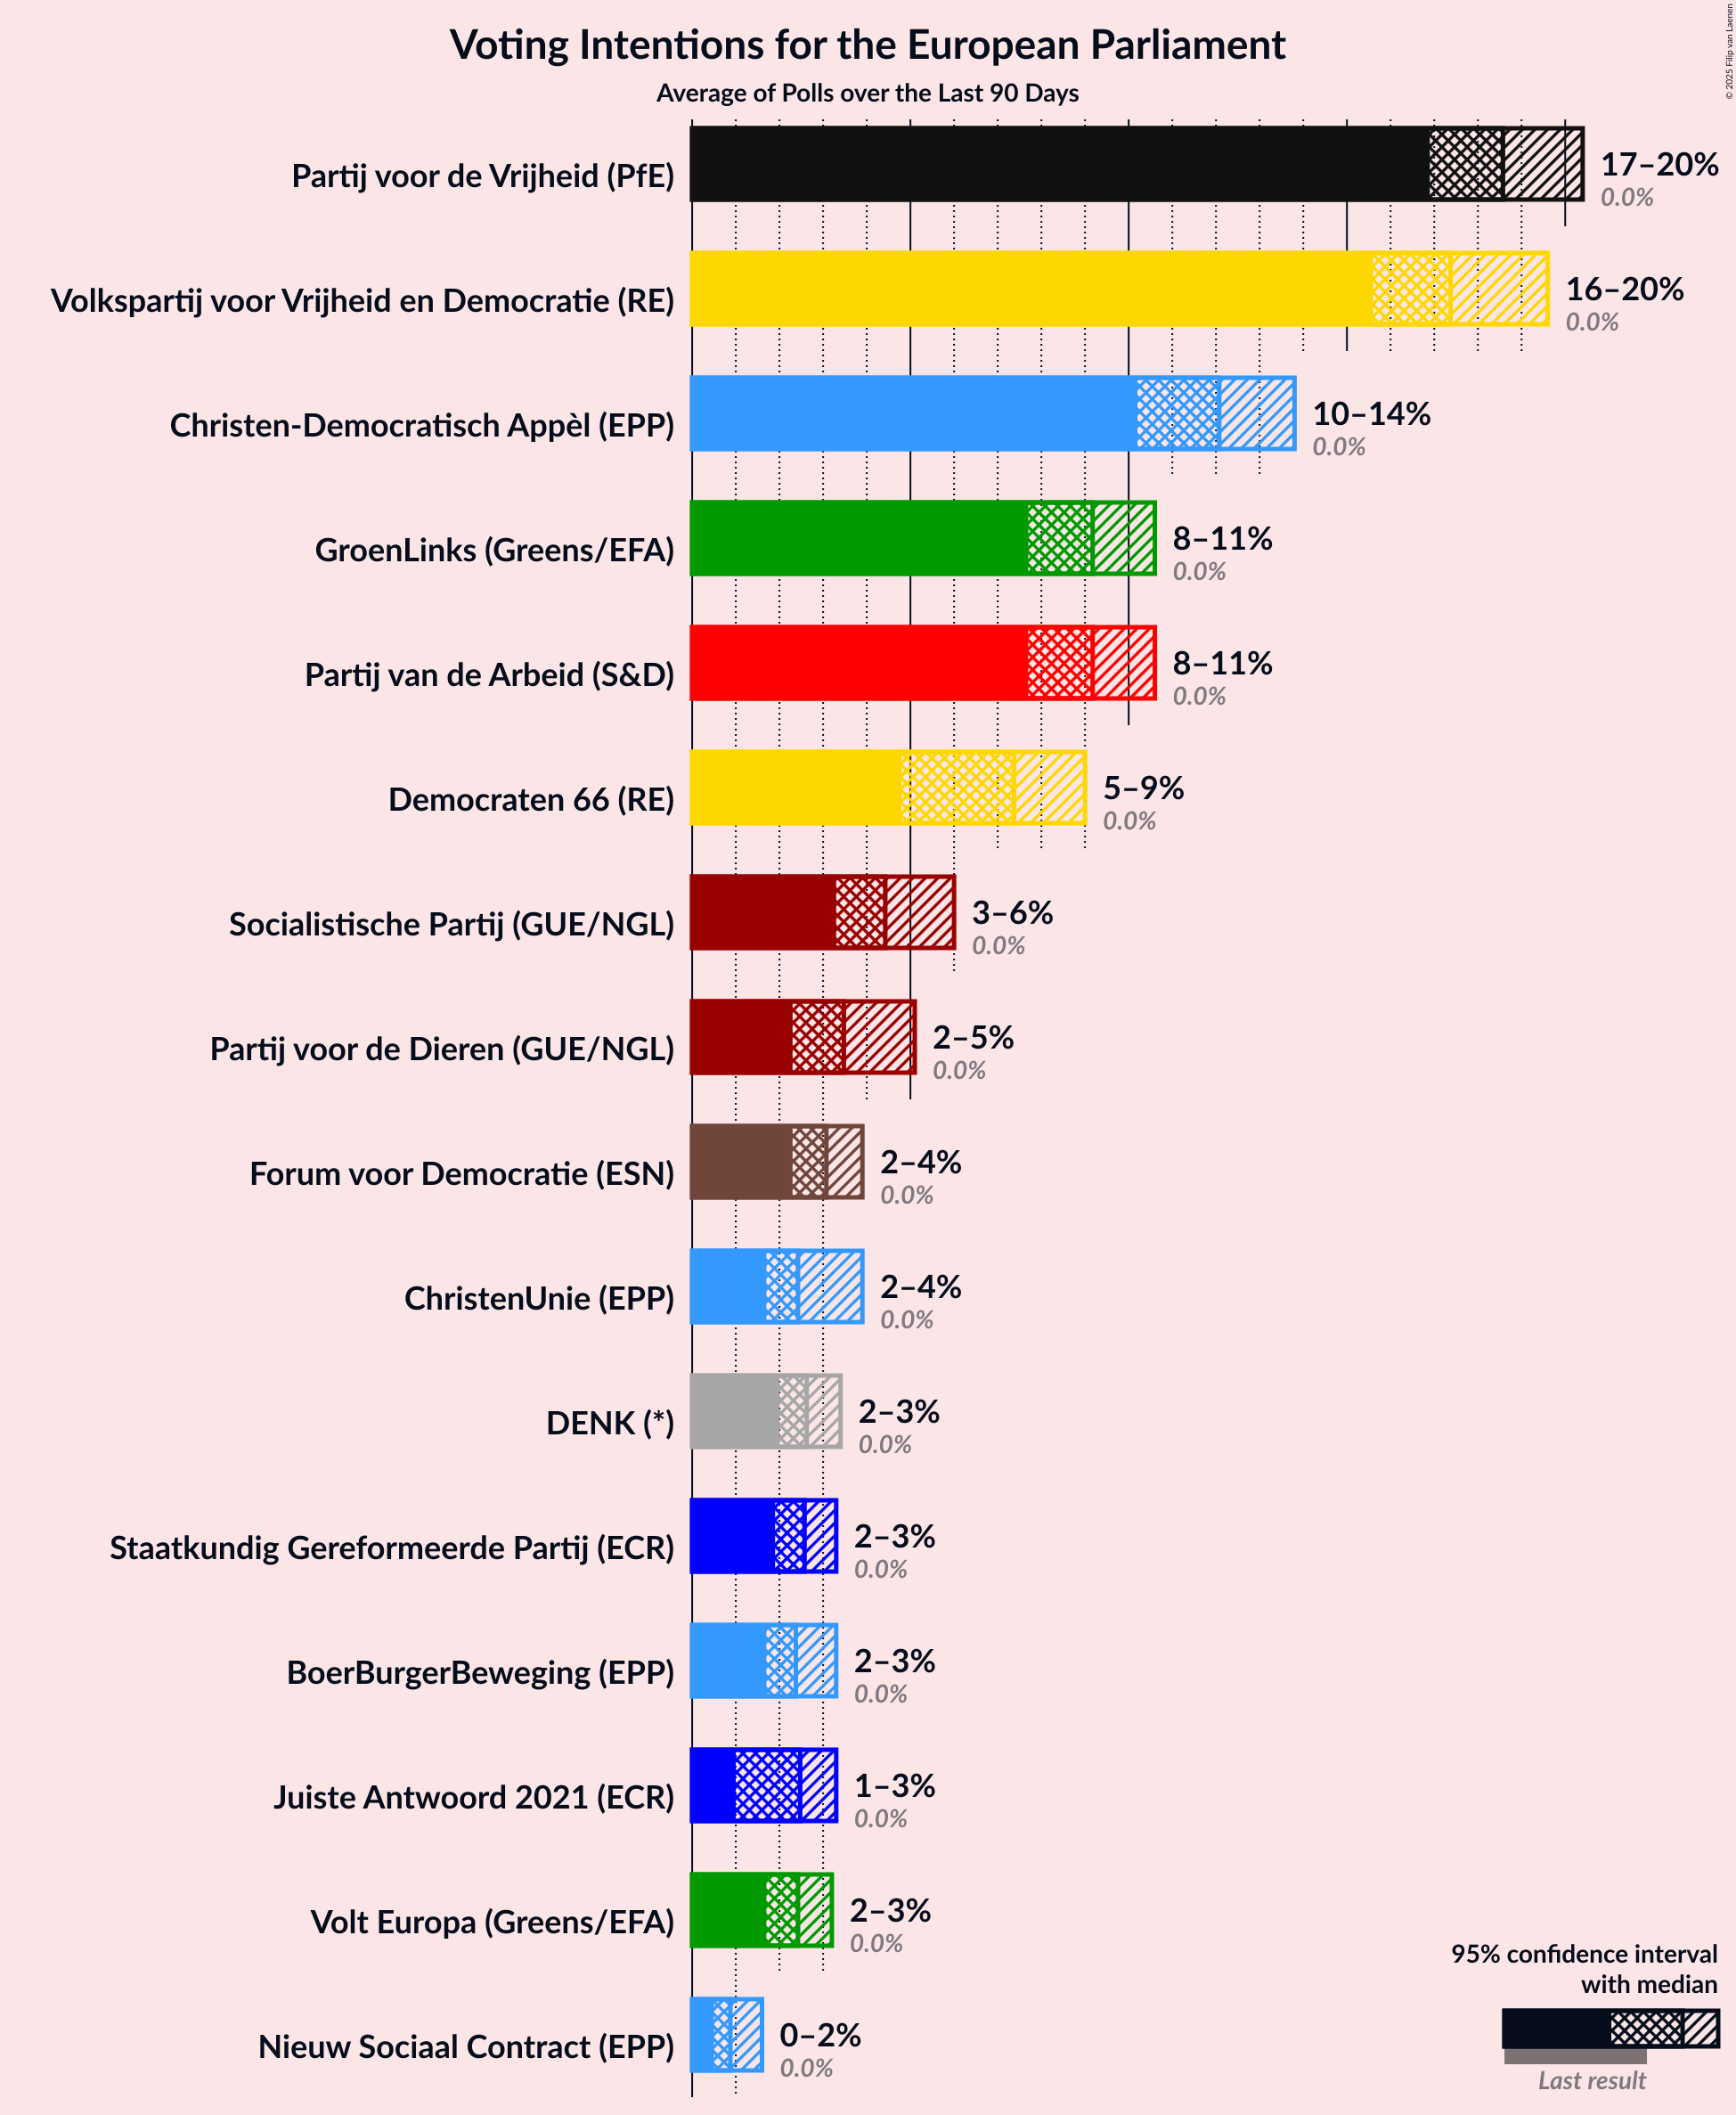 Voting Intentions for the European Parliament
Average of Polls over the Last 90 Days
© 2025 Filip van Laenen
Partij voor de Vrijheid (PfE)
17–20%
0.0%
Volkspartij voor Vrijheid en Democratie (RE)
16–20%
0.0%
Christen-Democratisch Appèl (EPP)
10–14%
0.0%
GroenLinks (Greens/EFA)
8–11%
0.0%
Partij van de Arbeid (S&D)
8–11%
0.0%
Democraten 66 (RE)
5–9%
0.0%
Socialistische Partij (GUE/NGL)
3–6%
0.0%
Partij voor de Dieren (GUE/NGL)
2–5%
0.0%
Forum voor Democratie (ESN)
2–4%
0.0%
ChristenUnie (EPP)
2–4%
0.0%
DENK (*)
2–3%
0.0%
Staatkundig Gereformeerde Partij (ECR)
2–3%
0.0%
BoerBurgerBeweging (EPP)
2–3%
0.0%
Juiste Antwoord 2021 (ECR)
1–3%
0.0%
Volt Europa (Greens/EFA)
2–3%
0.0%
Nieuw Sociaal Contract (EPP)
0–2%
0.0%
95% confidence interval
with median
Last result